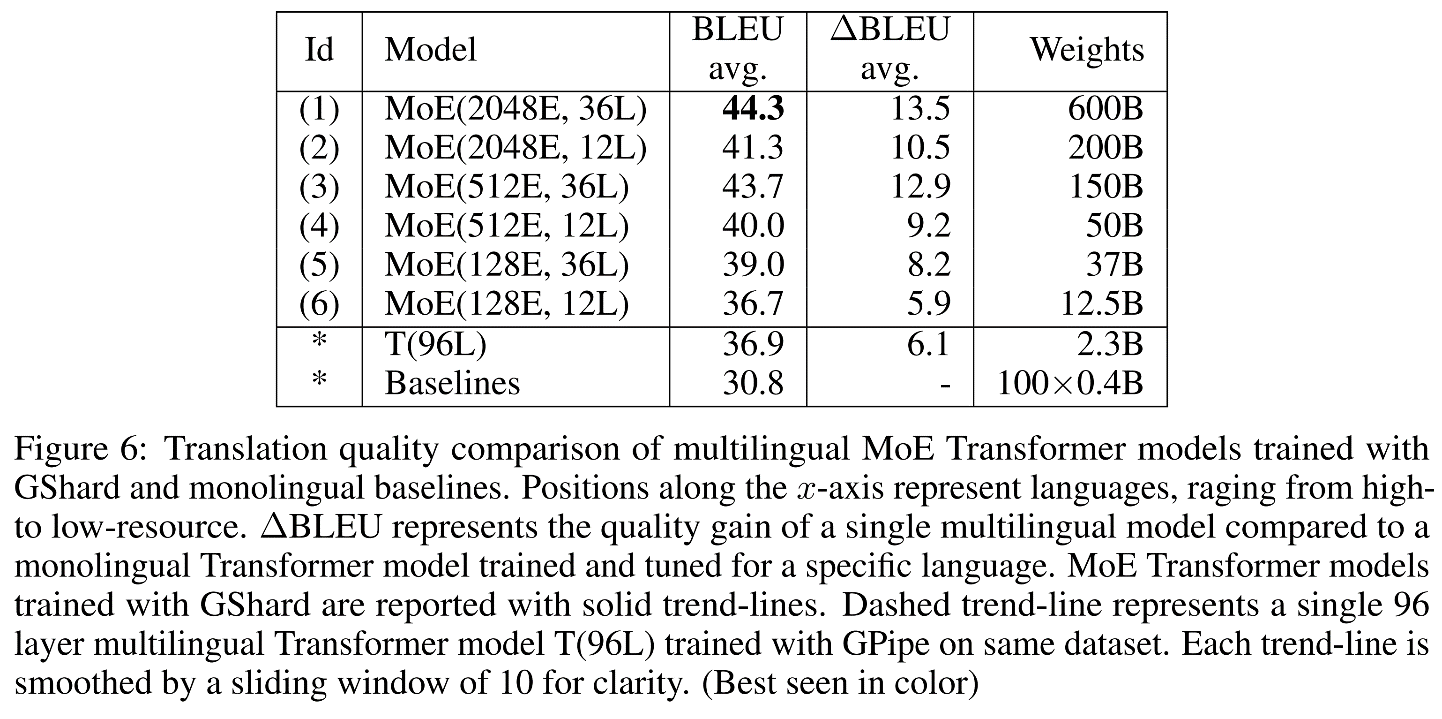 Id Model BLEU avg. ΔBLEU avg. Weights
(1) MoE(2048E, 36L) 44.3 13.5 600B
(2) MoE(2048E, 12L) 41.3 10.5 200B
(3) MoE(512E, 36L) 43.7 12.9 150B
(4) MoE(512E, 12L) 40.0 9.2 50B
(5) MoE(128E, 36L) 39.0 8.2 37B
(6) MoE(128E, 12L) 36.7 5.9 12.5B
* T(96L) 36.9 6.1 2.3B
* Baselines 30.8 - 100×0.4B
Figure 6: Translation quality comparison of multilingual MoE Transformer models trained with
GShard and monolingual baselines. Positions along the x-axis represent languages, raging from high-
to low-resource. ΔBLEU represents the quality gain of a single multilingual model compared to a
monolingual Transformer model trained and tuned for a specific language. MoE Transformer models
trained with GShard are reported with solid trend-lines. Dashed trend-line represents a single 96
layer multilingual Transformer model T(96L) trained with GPipe on same dataset. Each trend-line is
smoothed by a sliding window of 10 for clarity. (Best seen in color)